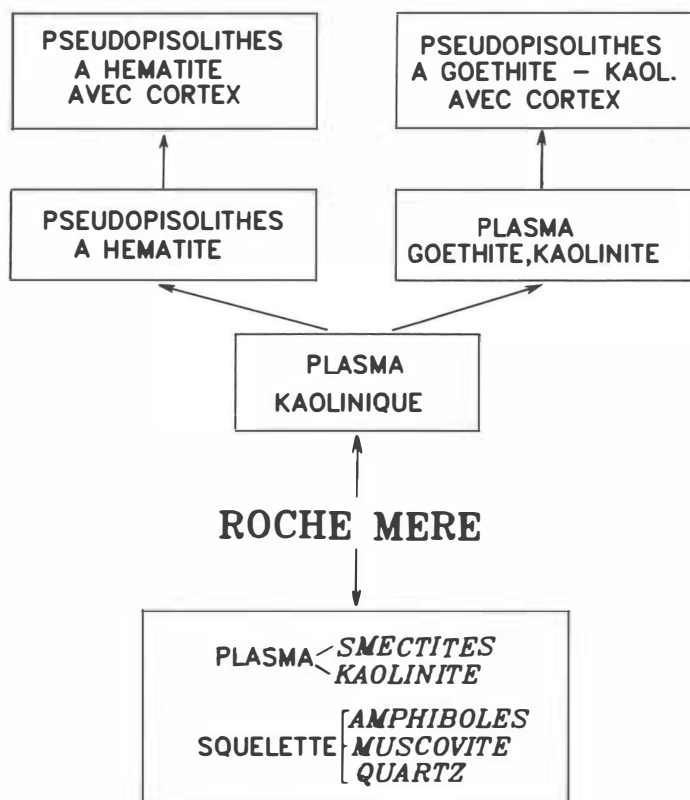 PSEUDOPISOLITHES
A HEMATITE
AVEC CORTEX
PSEUDOPISOLITHES
A GOETHITE – KAOL.
AVEC CORTEX
PSEUDOPISOLITHES
A HEMATITE
PLASMA
GOETHITE,KAOLINITE
PLASMA
KAOLINIQUE
ROCHE MERE
PLASMA SMECTITES
KAOLINITE
AMPHIBOLES
SQUELETTE MUSCOVITE
QUARTZ